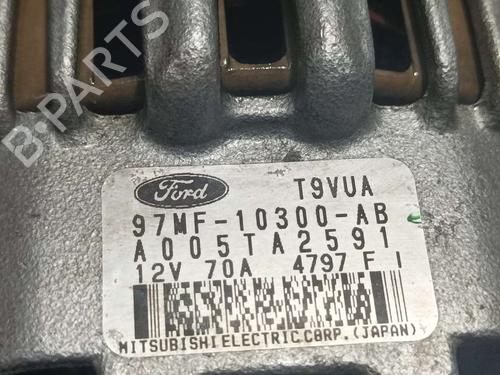 Ford T9VUA
97MF-10300-AB
A005TA2591
12V 70A 4797 F I
MITSUBISHI ELECTRIC CORP. (JAPAN)
B-PARTS